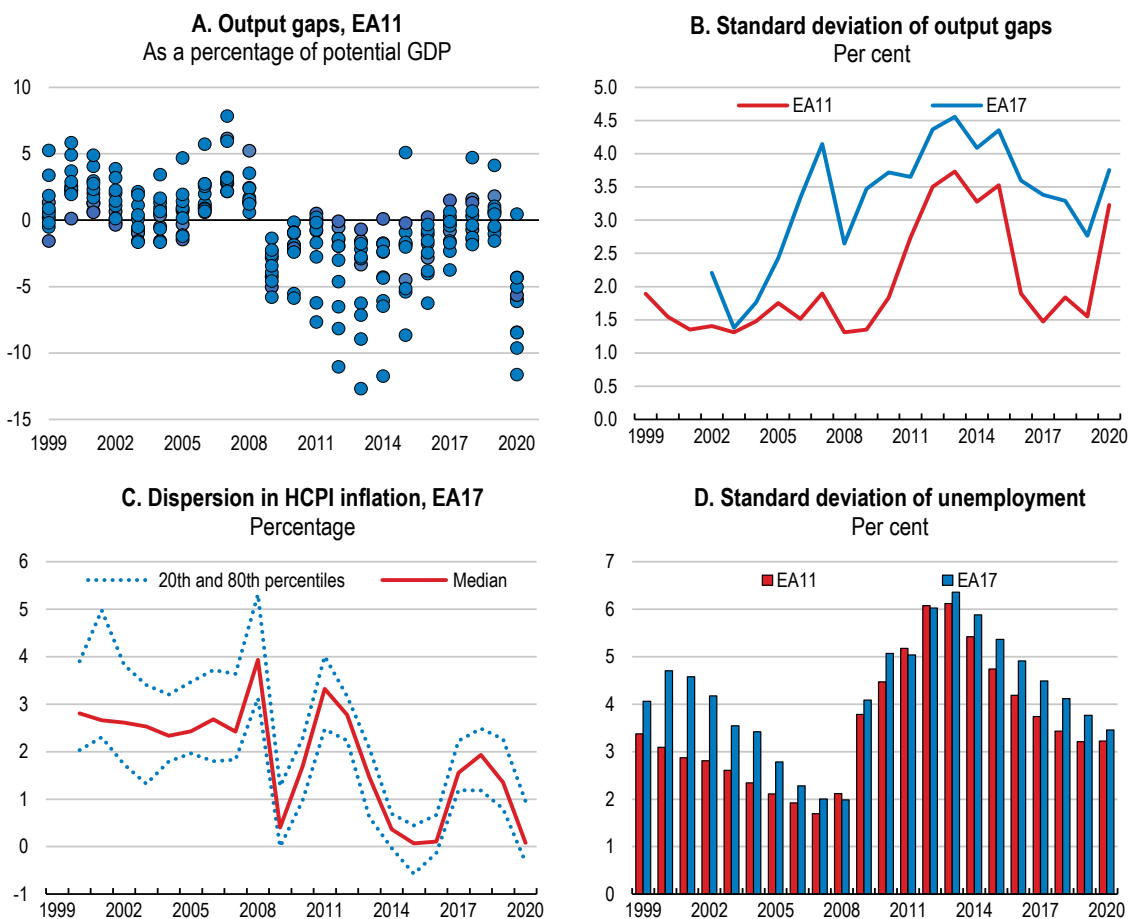 A. Output gaps, EA11
As a percentage of potential GDP
10
5
0
-5
-10
-15
1999 2002 2005 2008 2011 2014 2017 2020
B. Standard deviation of output gaps
Per cent
5.0
EA11 EA17
4.5
4.0
3.5
3.0
2.5
2.0
1.5
1.0
0.5
0.0
1999 2002 2005 2008 2011 2014 2017 2020
C. Dispersion in HCPI inflation, EA17
Percentage
6
20th and 80th percentiles Median
5
4
3
2
1
0
-1
1999 2002 2005 2008 2011 2014 2017 2020
D. Standard deviation of unemployment
Per cent
7
EA11 EA17
6
5
4
3
2
1
0
1999 2002 2005 2008 2011 2014 2017 2020